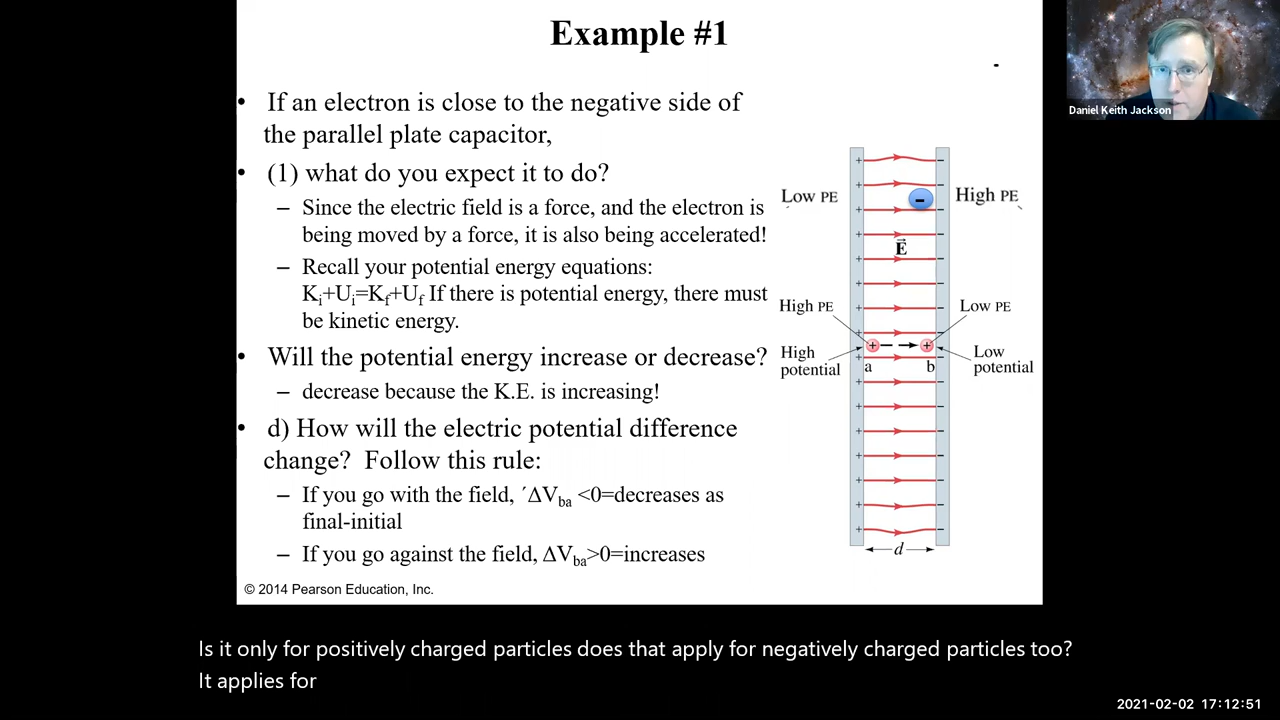 Example #1
Daniel Keith Jackson
• If an electron is close to the negative side of
the parallel plate capacitor,
• (1) what do you expect it to do?
– Since the electric field is a force, and the electron is
being moved by a force, it is also being accelerated!
– Recall your potential energy equations:
Ki+Ui=Kf+Uf If there is potential energy, there must
be kinetic energy.
• Will the potential energy increase or decrease?
– decrease because the K.E. is increasing!
• d) How will the electric potential difference
change? Follow this rule:
– If you go with the field, ´ΔVba <0=decreases as
final-initial
– If you go against the field, ΔVba>0=increases
Low PE
High PE
E⃗
High PE
Low PE
High
potential
Low
potential
a
b
d
© 2014 Pearson Education, Inc.
Is it only for positively charged particles does that apply for negatively charged particles too?
It applies for
2021-02-02 17:12:51